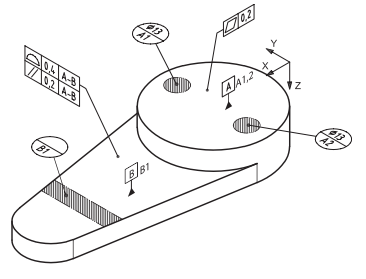 ⌀13
A1
0,2
Y
X
Z
0,4 A-B
0,2 A-B
A A1,2
⌀13
A2
B1
B B1